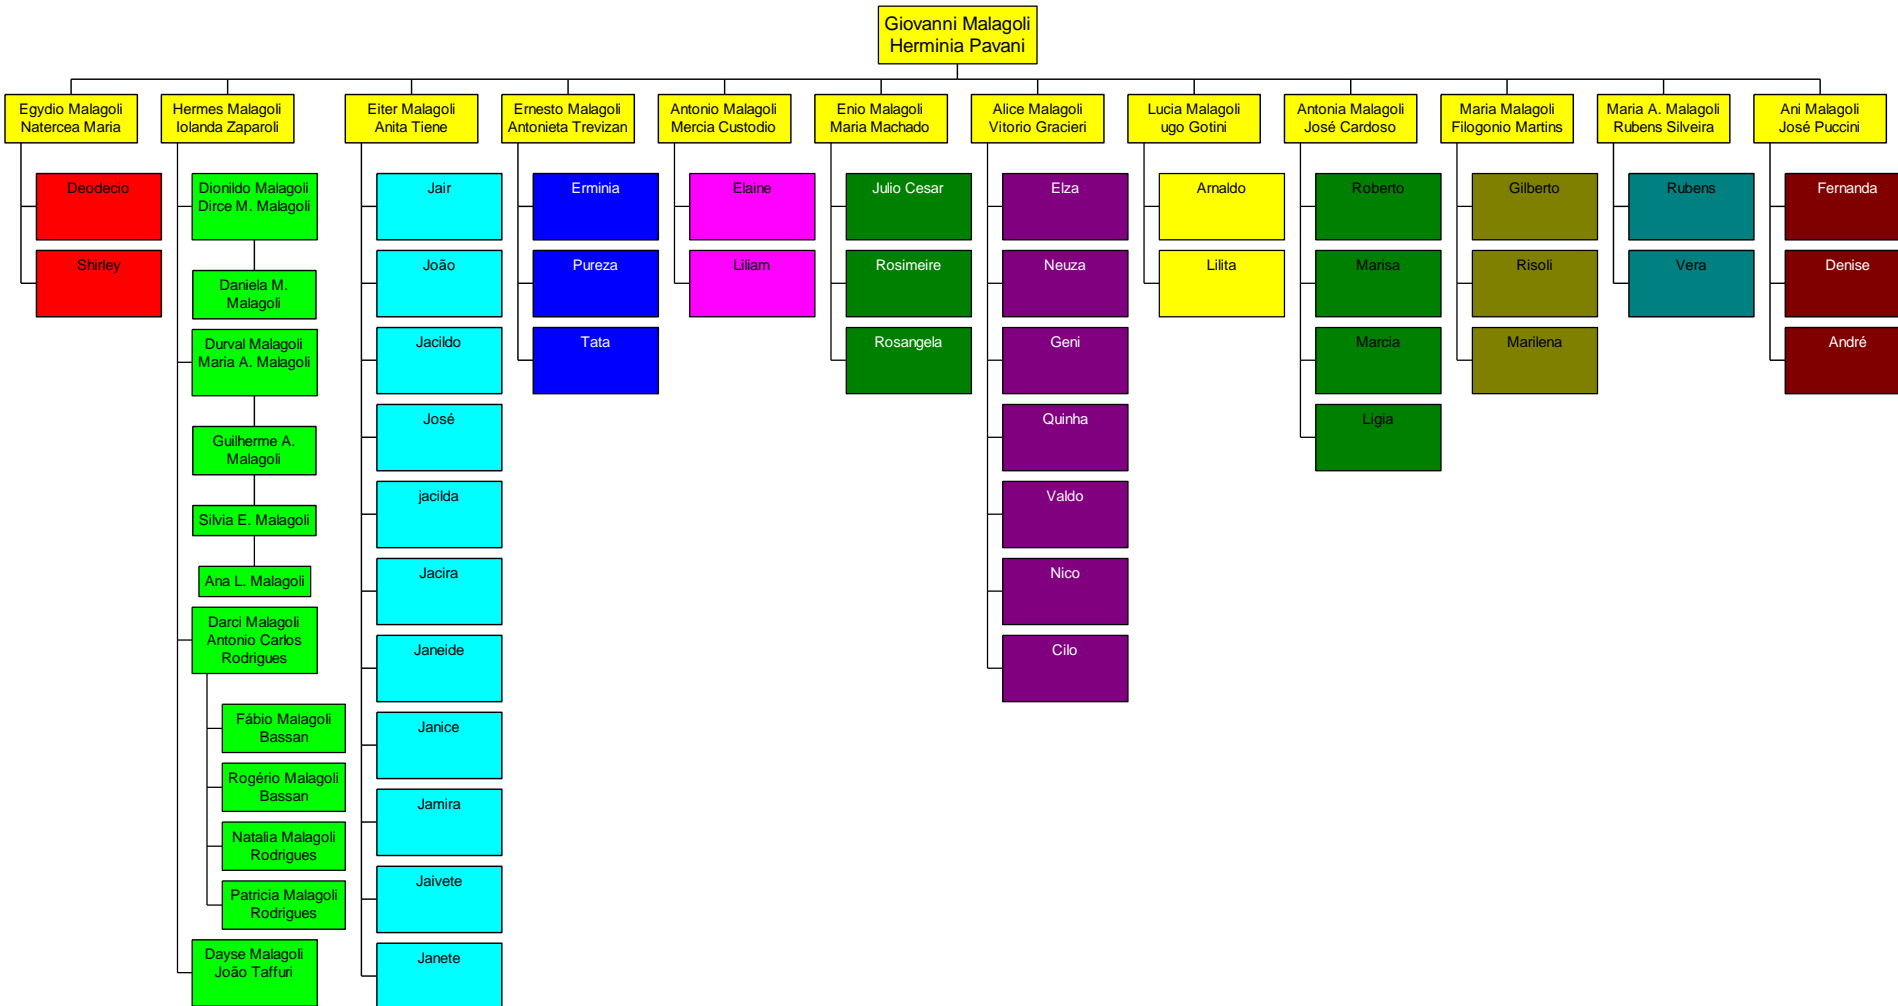 Giovanni Malagoli
Herminia Pavani
Egydio Malagoli
Natercea Maria
Hermes Malagoli
Iolanda Zaparoli
Eiter Malagoli
Anita Tiene
Ernesto Malagoli
Antonieta Trevizan
Antonio Malagoli
Mercia Custodio
Enio Malagoli
Maria Machado
Alice Malagoli
Vitorio Gracieri
Lucia Malagoli
ugo Gotini
Antonia Malagoli
José Cardoso
Maria Malagoli
Filogonio Martins
Maria A. Malagoli
Rubens Silveira
Ani Malagoli
José Puccini
Deodecio
Shirley
Dionildo Malagoli
Dirce M. Malagoli
Daniela M.
Malagoli
Durval Malagoli
Maria A. Malagoli
Guilherme A.
Malagoli
Silvia E. Malagoli
Ana L. Malagoli
Darci Malagoli
Antonio Carlos
Rodrigues
Fábio Malagoli
Bassan
Rogério Malagoli
Bassan
Natalia Malagoli
Rodrigues
Patricia Malagoli
Rodrigues
Dayse Malagoli
João Taffuri
Jair
João
Jacildo
José
jacilda
Jacira
Janeide
Janice
Jamira
Jaivete
Janete
Erminia
Pureza
Tata
Elaine
Liliam
Julio Cesar
Rosimeire
Rosangela
Elza
Neuza
Geni
Quinha
Valdo
Nico
Cilo
Arnaldo
Lilita
Roberto
Marisa
Marcia
Ligia
Gilberto
Risoli
Marilena
Rubens
Vera
Fernanda
Denise
André